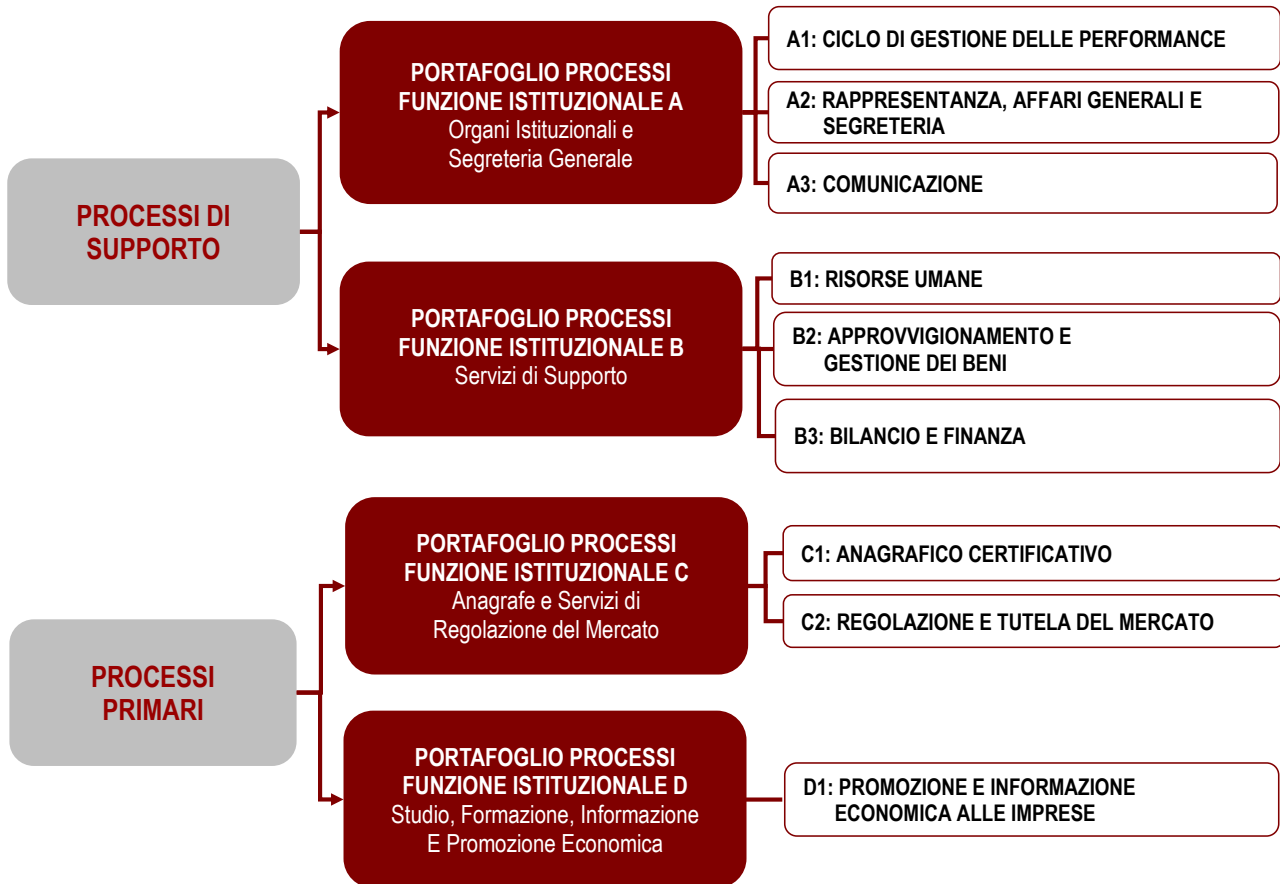 PROCESSI DI
SUPPORTO
PORTAFOGLIO PROCESSI
FUNZIONE ISTITUZIONALE A
Organi Istituzionali e
Segreteria Generale
A1: CICLO DI GESTIONE DELLE PERFORMANCE
A2: RAPPRESENTANZA, AFFARI GENERALI E
SEGRETERIA
A3: COMUNICAZIONE
PORTAFOGLIO PROCESSI
FUNZIONE ISTITUZIONALE B
Servizi di Supporto
B1: RISORSE UMANE
B2: APPROVVIGIONAMENTO E
GESTIONE DEI BENI
B3: BILANCIO E FINANZA
PROCESSI
PRIMARI
PORTAFOGLIO PROCESSI
FUNZIONE ISTITUZIONALE C
Anagrafe e Servizi di
Regolazione del Mercato
C1: ANAGRAFICO CERTIFICATIVO
C2: REGOLAZIONE E TUTELA DEL MERCATO
PORTAFOGLIO PROCESSI
FUNZIONE ISTITUZIONALE D
Studio, Formazione, Informazione
E Promozione Economica
D1: PROMOZIONE E INFORMAZIONE
ECONOMICA ALLE IMPRESE